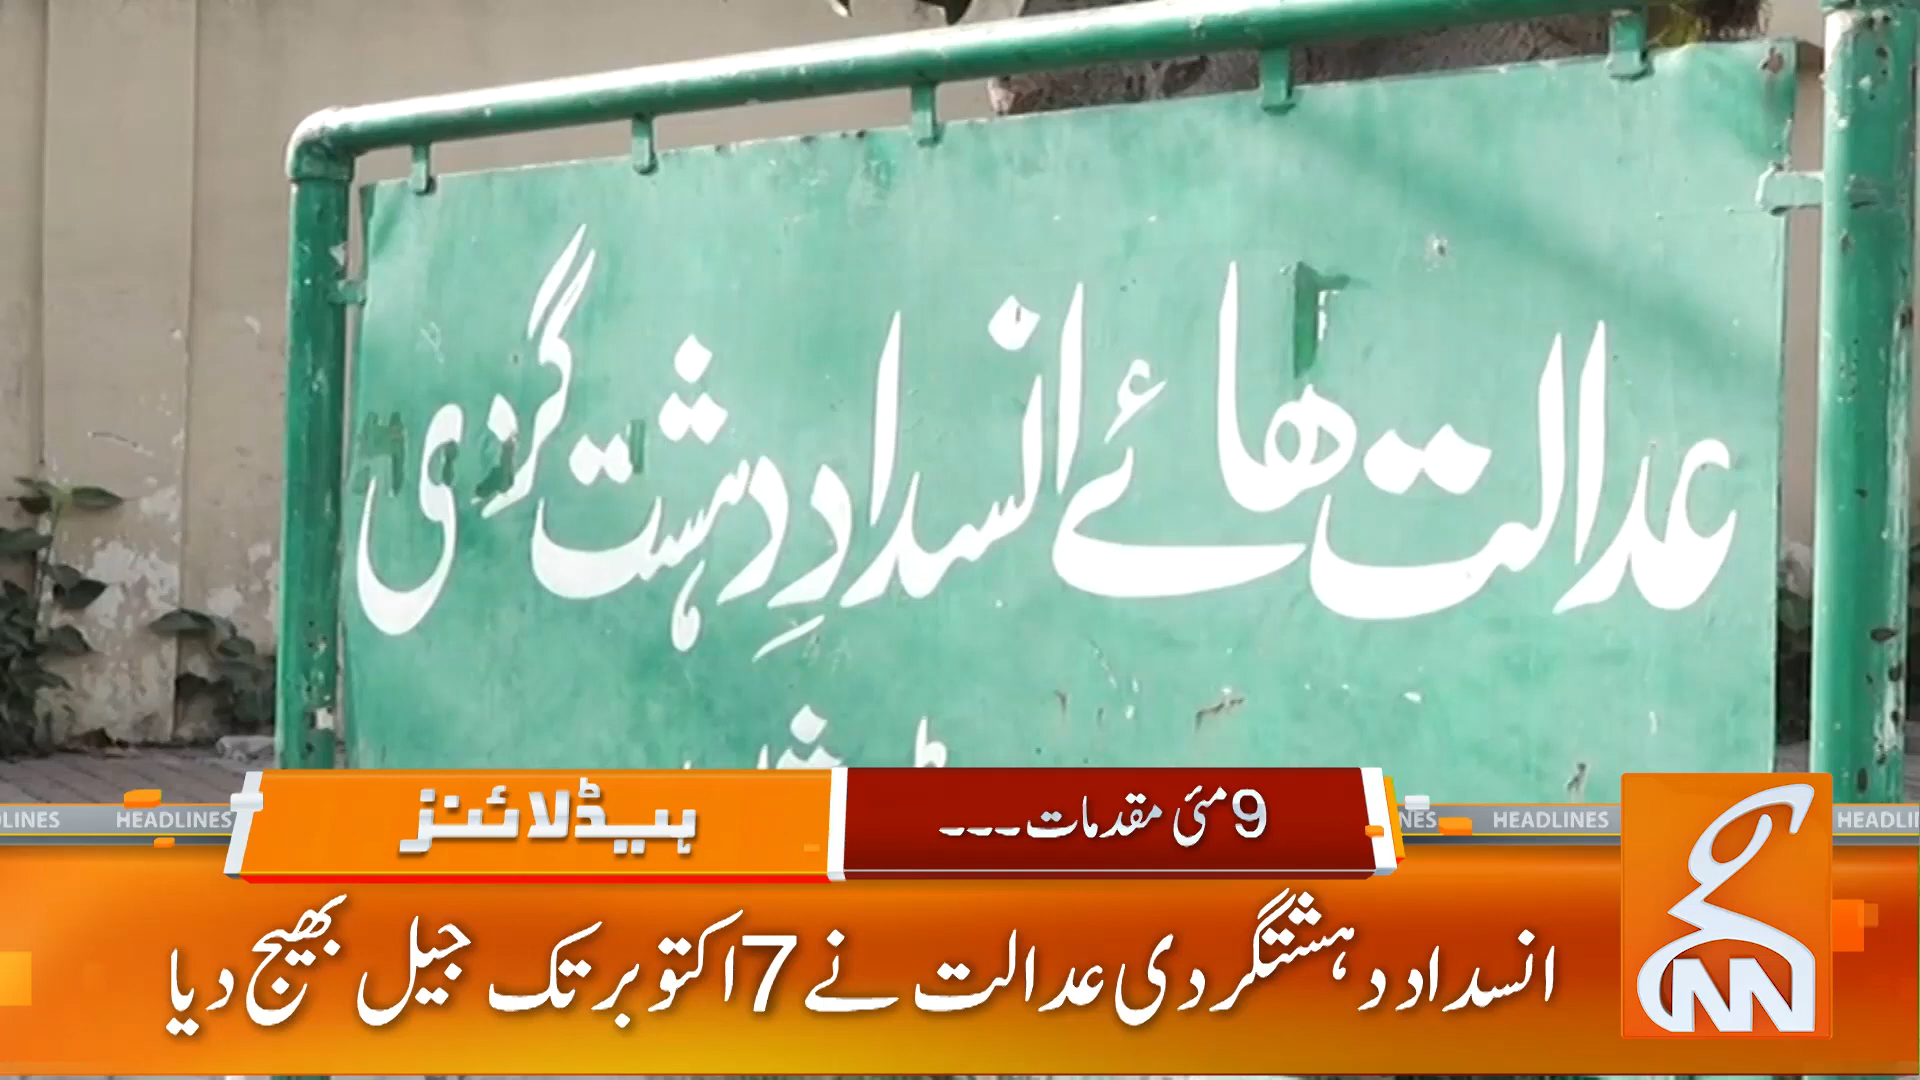 عدالت ھائے انسدادِ دہشت گردی
ہیڈلائنز
9 مئی مقدمات ---
HEADLINES
HEADLINES
انسداد دہشتگردی عدالت نے 7 اکتوبر تک جیل بھیج دیا
GNN